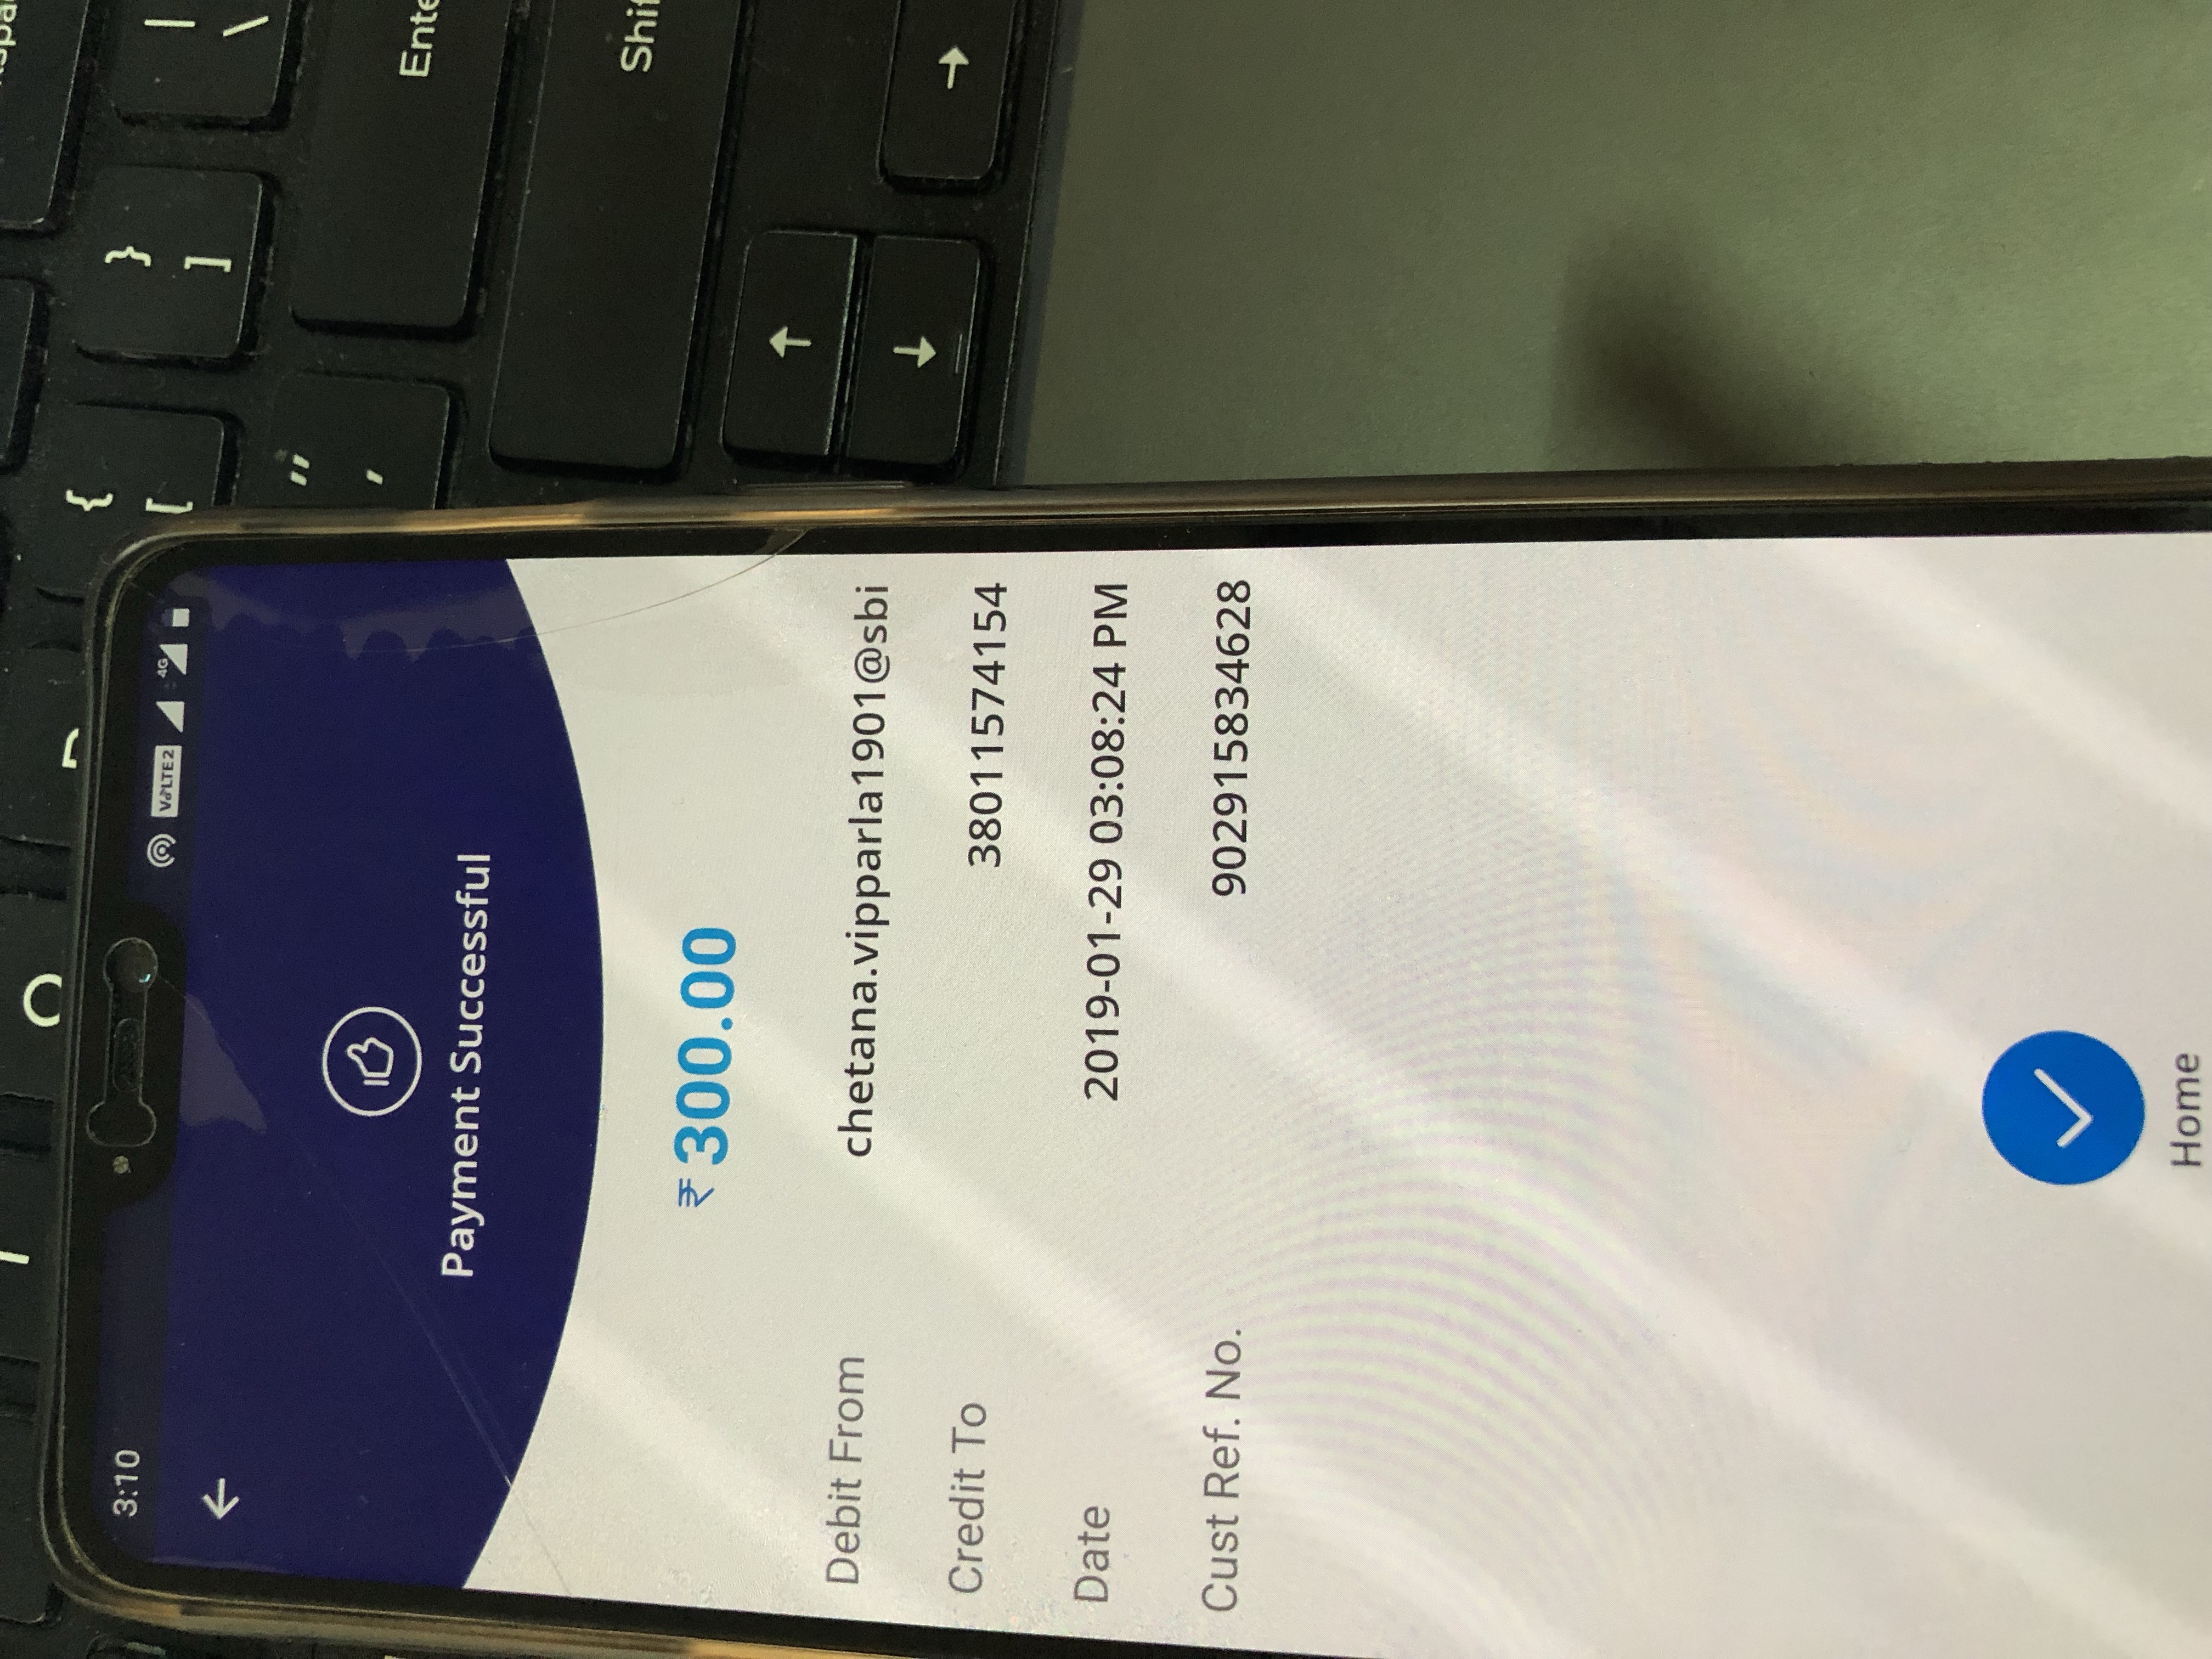 3:10
VoLTE2
4G
Payment Successful
₹ 300.00
Debit From chetana.vipparla1901@sbi
Credit To 38011574154
Date 2019-01-29 03:08:24 PM
Cust Ref. No. 902915834628
Home
{
[
}
]
|
\
"
'
Ente
Shif
↑
↓
→